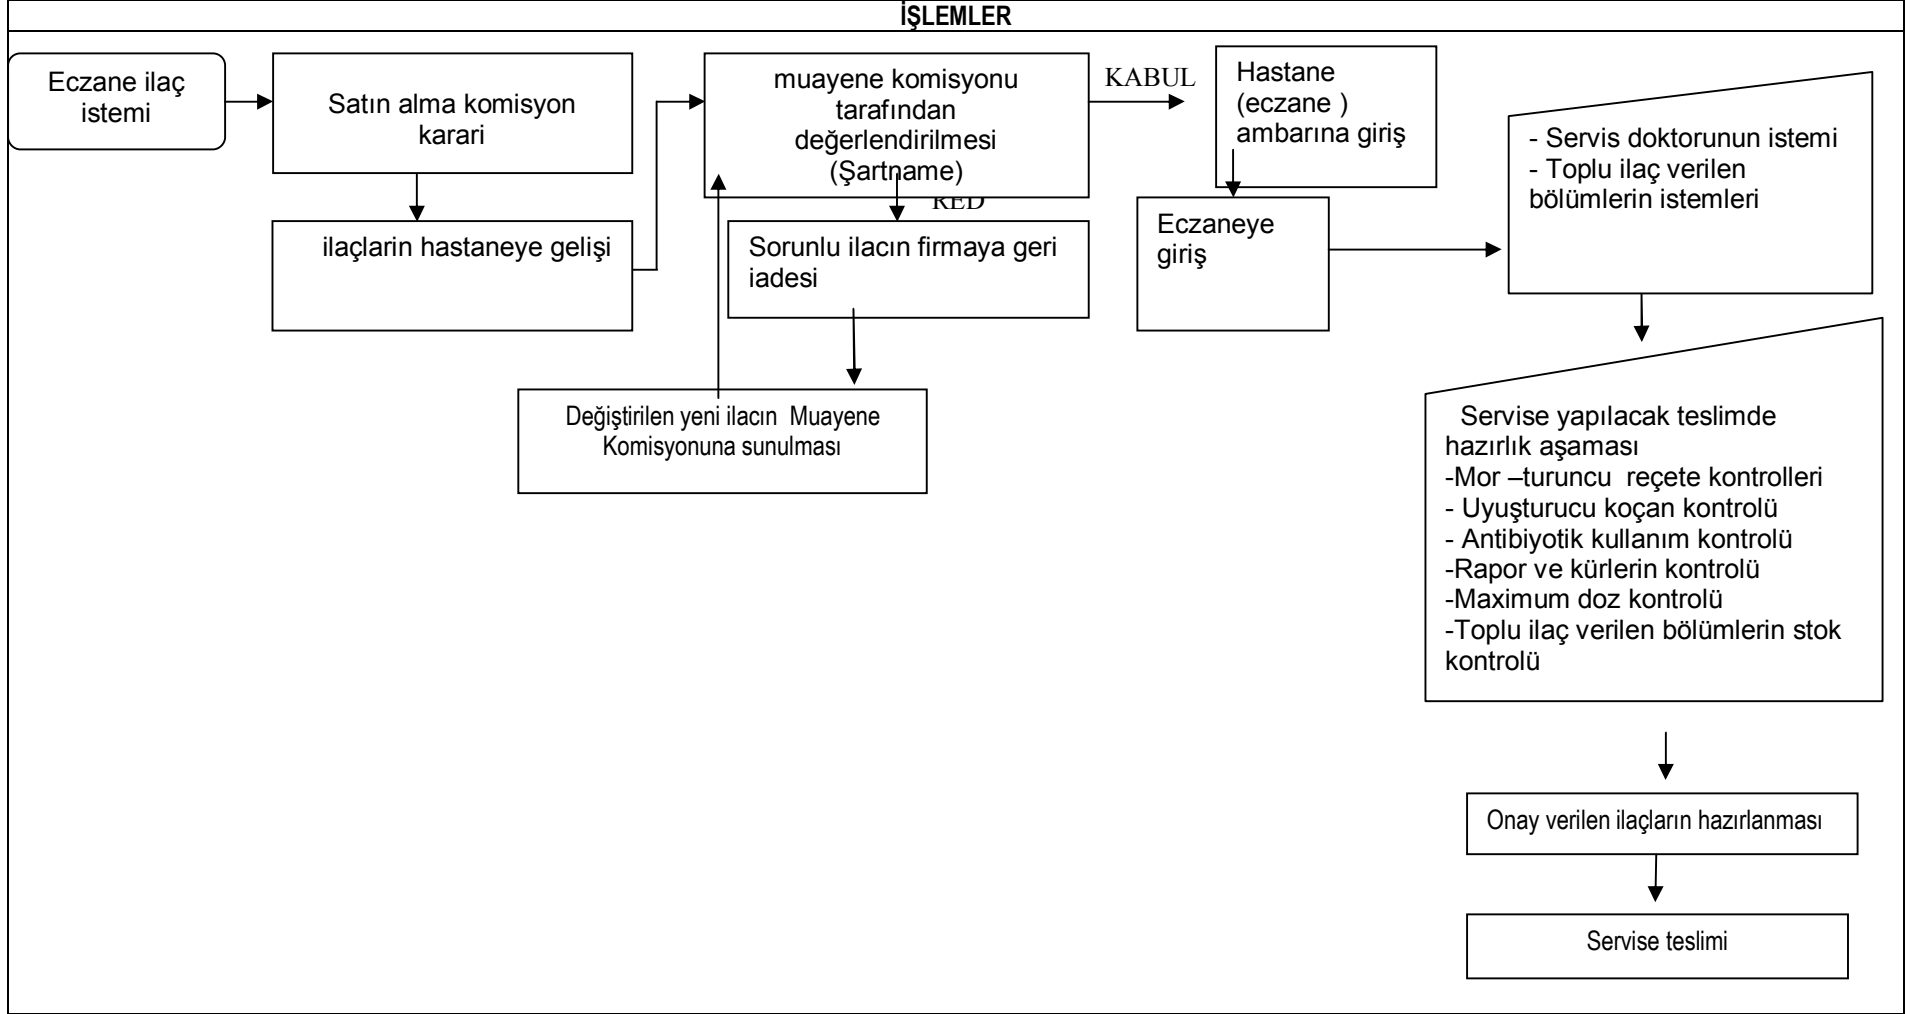 İŞLEMLER
Eczane ilaç
istemi
Satın alma komisyon
karari
ilaçlarin hastaneye gelişi
muayene komisyonu
tarafından
değerlendirilmesi
(Şartname)
KABUL
RED
Sorunlu ilacın firmaya geri
iadesi
Değiştirilen yeni ilacın  Muayene
Komisyonuna sunulması
Hastane
(eczane )
ambarına giriş
Eczaneye
giriş
- Servis doktorunun istemi
- Toplu ilaç verilen
bölümlerin istemleri
Servise yapılacak teslimde
hazırlık aşaması
-Mor –turuncu  reçete kontrolleri
- Uyuşturucu koçan kontrolü
- Antibiyotik kullanım kontrolü
-Rapor ve kürlerin kontrolü
-Maximum doz kontrolü
-Toplu ilaç verilen bölümlerin stok
kontrolü
Onay verilen ilaçların hazırlanması
Servise teslimi